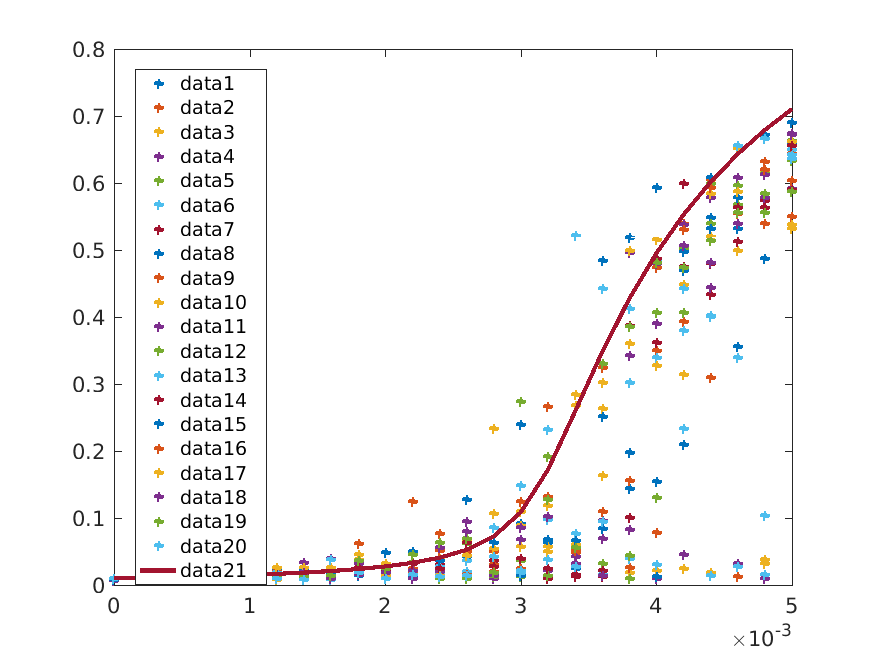 0.8
0.7
0.6
0.5
0.4
0.3
0.2
0.1
0
data1
data2
data3
data4
data5
data6
data7
data8
data9
data10
data11
data12
data13
data14
data15
data16
data17
data18
data19
data20
data21
0 1 2 3 4 5
×10-3